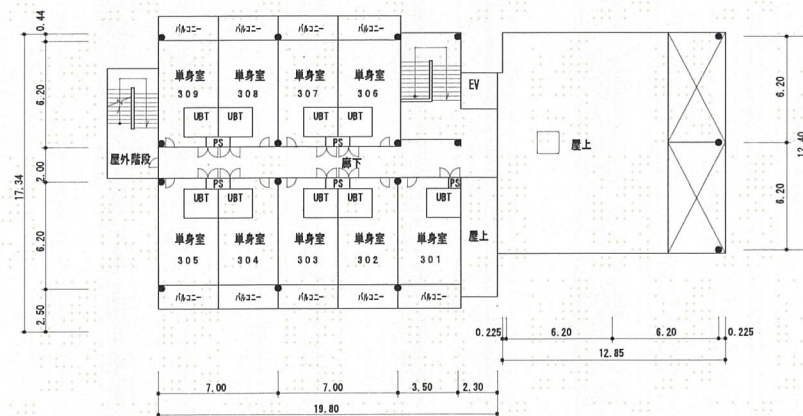 バルコニー バルコニー バルコニー バルコニー
単身室 単身室 単身室 単身室
309 308 307 306
EV
UBT UBT UBT UBT
PS PS
屋外階段
廊下
屋上
PS PS PS
UBT UBT UBT UBT UBT
単身室 単身室 単身室 単身室 単身室
屋上
305 304 303 302 301
バルコニー バルコニー バルコニー バルコニー バルコニー
0.44
6.20
2.00
6.20
2.50
17.34
6.20
6.20
12.40
0.225 6.20 6.20 0.225
12.85
7.00 7.00 3.50 2.30
19.80